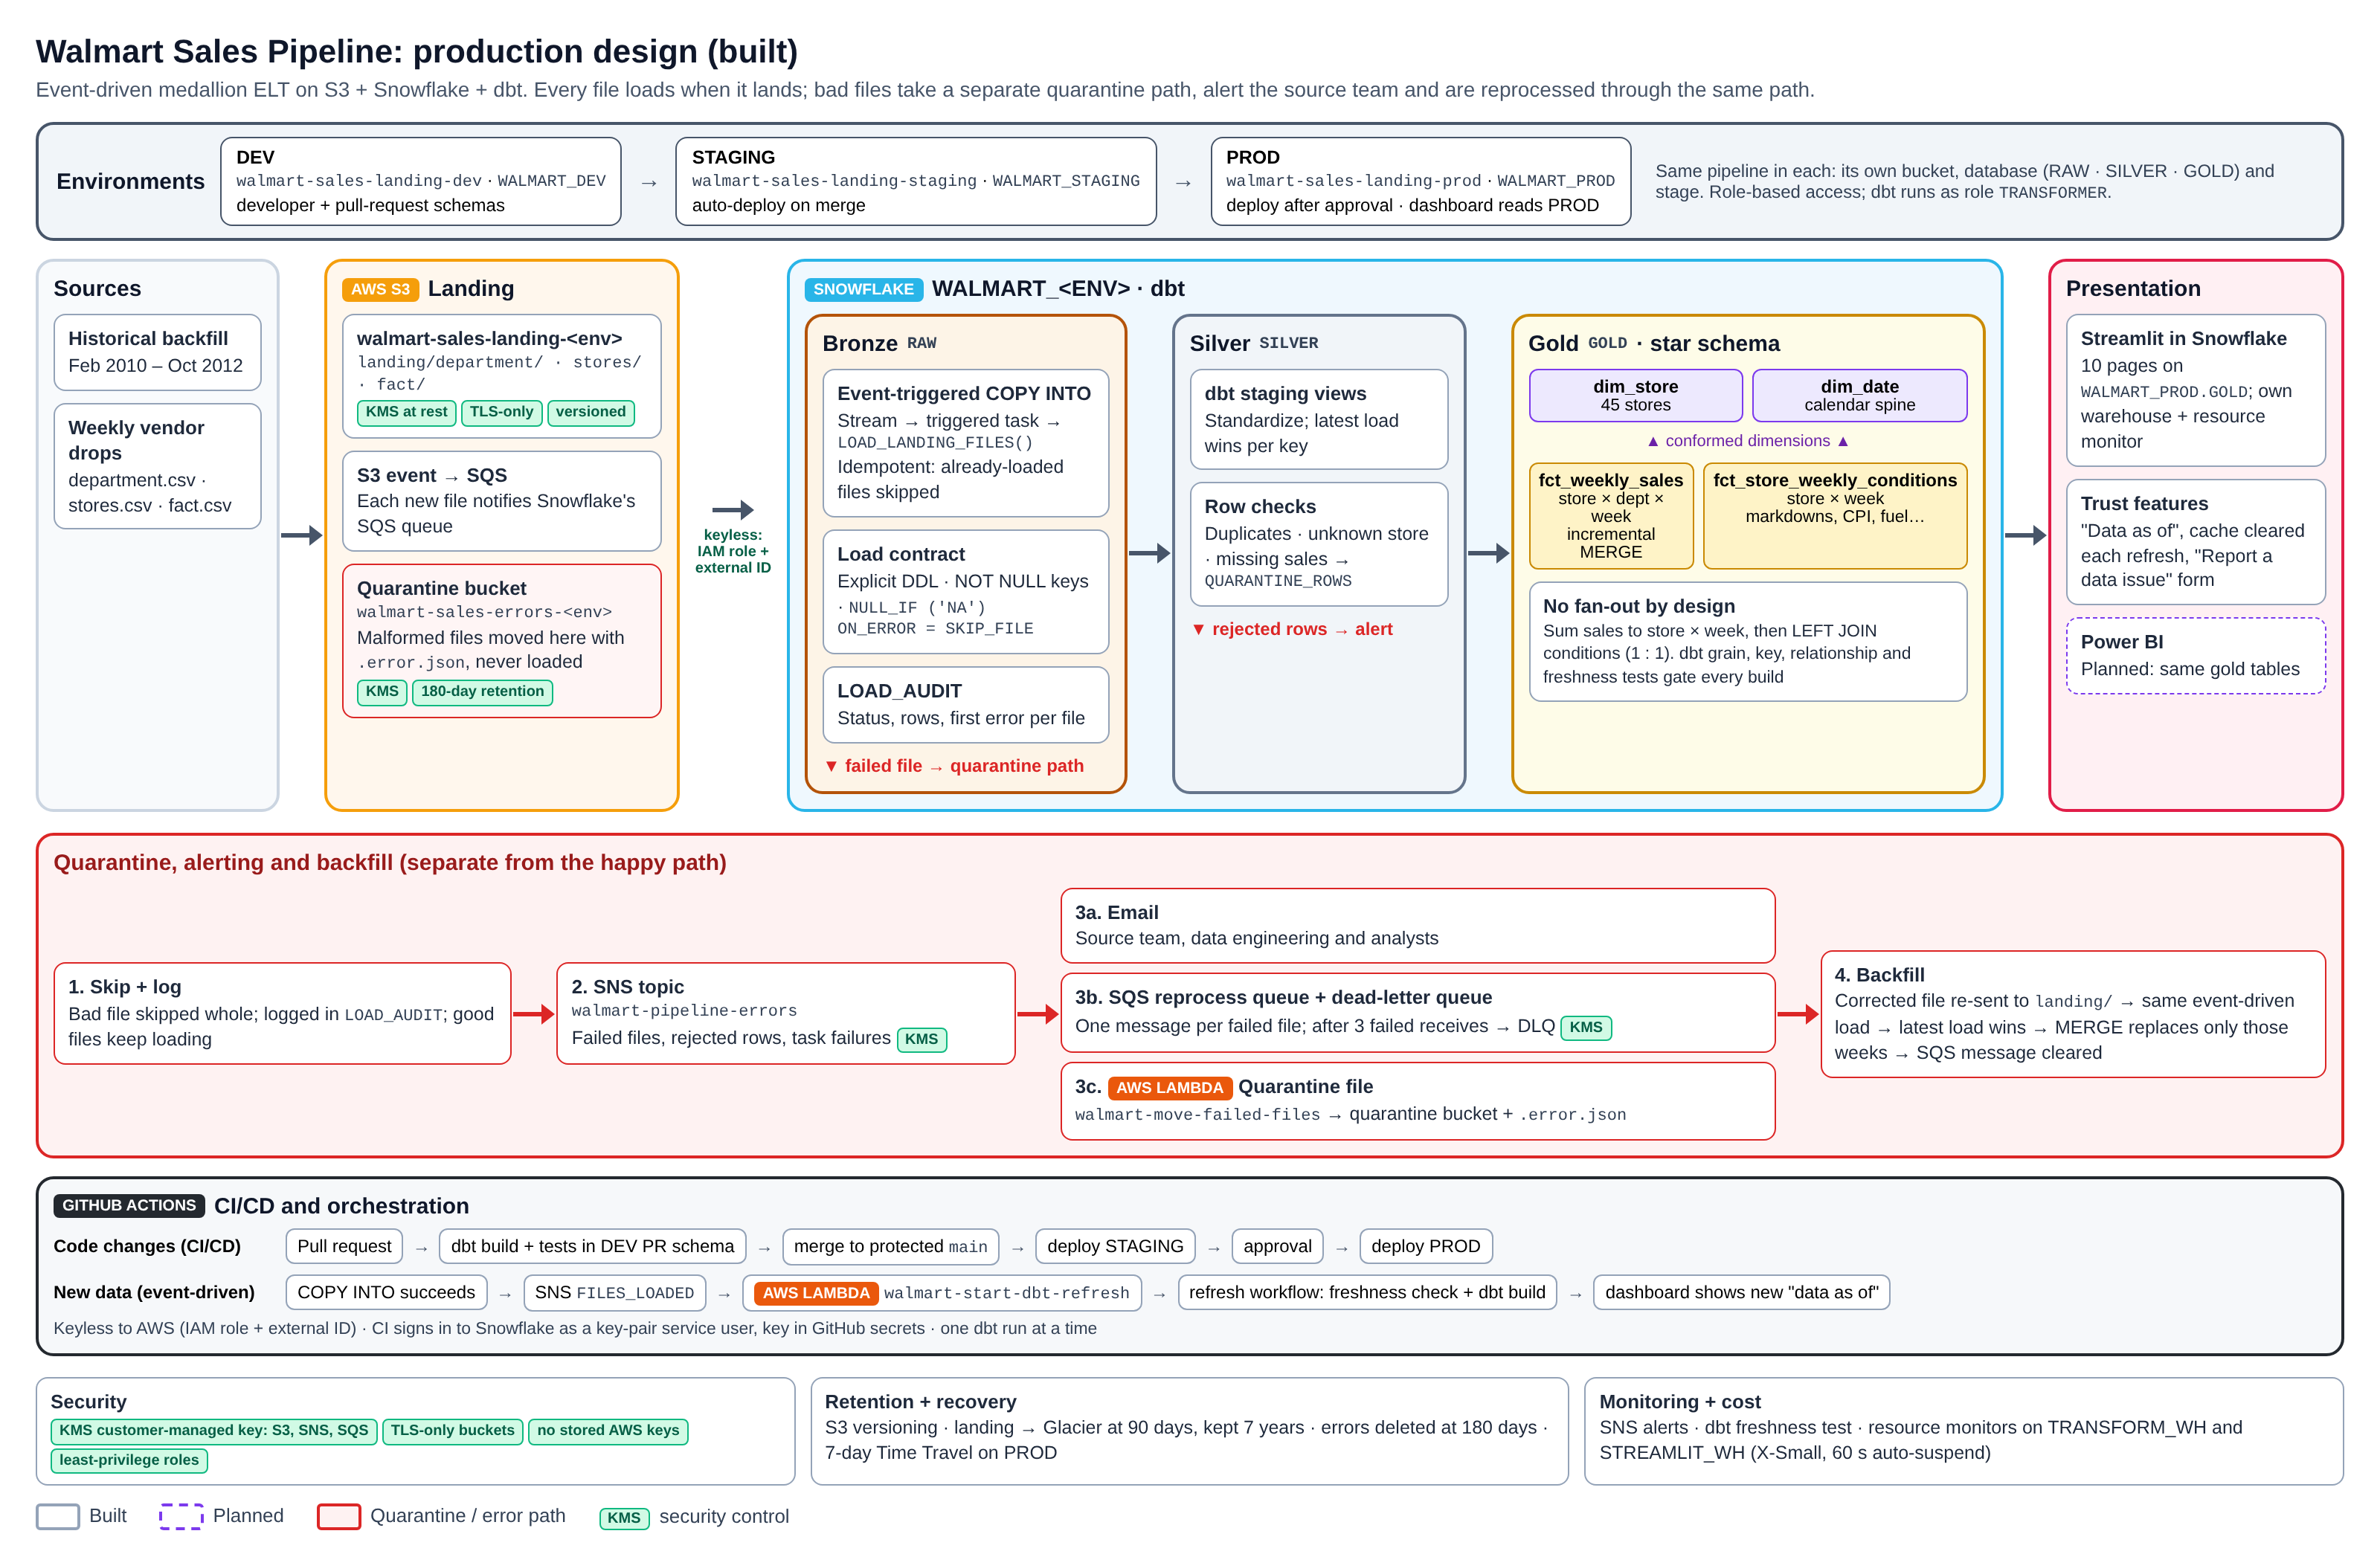 Walmart Sales Pipeline: production design (built)
Event-driven medallion ELT on S3 + Snowflake + dbt. Every file loads when it lands; bad files take a separate quarantine path, alert the source team and are reprocessed through the same path.
Environments
DEV
walmart-sales-landing-dev · WALMART_DEV
developer + pull-request schemas
→
STAGING
walmart-sales-landing-staging · WALMART_STAGING
auto-deploy on merge
→
PROD
walmart-sales-landing-prod · WALMART_PROD
deploy after approval · dashboard reads PROD
Same pipeline in each: its own bucket, database (RAW · SILVER · GOLD) and
stage. Role-based access; dbt runs as role TRANSFORMER.
Sources
Historical backfill
Feb 2010 – Oct 2012
Weekly vendor
drops
department.csv ·
stores.csv · fact.csv
AWS S3 Landing
walmart-sales-landing-<env>
landing/department/ · stores/
· fact/
KMS at rest TLS-only versioned
S3 event → SQS
Each new file notifies Snowflake's
SQS queue
Quarantine bucket
walmart-sales-errors-<env>
Malformed files moved here with
.error.json, never loaded
KMS 180-day retention
keyless:
IAM role +
external ID
SNOWFLAKE WALMART_<ENV> · dbt
Bronze RAW
Event-triggered COPY INTO
Stream → triggered task →
LOAD_LANDING_FILES()
Idempotent: already-loaded
files skipped
Load contract
Explicit DDL · NOT NULL keys
· NULL_IF ('NA')
ON_ERROR = SKIP_FILE
LOAD_AUDIT
Status, rows, first error per file
▼ failed file → quarantine path
Silver SILVER
dbt staging views
Standardize; latest load
wins per key
Row checks
Duplicates · unknown store
· missing sales →
QUARANTINE_ROWS
▼ rejected rows → alert
Gold GOLD · star schema
dim_store
45 stores
dim_date
calendar spine
▲ conformed dimensions ▲
fct_weekly_sales
store × dept ×
week
incremental
MERGE
fct_store_weekly_conditions
store × week
markdowns, CPI, fuel…
No fan-out by design
Sum sales to store × week, then LEFT JOIN
conditions (1 : 1). dbt grain, key, relationship and
freshness tests gate every build
Presentation
Streamlit in Snowflake
10 pages on
WALMART_PROD.GOLD; own
warehouse + resource
monitor
Trust features
"Data as of", cache cleared
each refresh, "Report a
data issue" form
Power BI
Planned: same gold tables
Quarantine, alerting and backfill (separate from the happy path)
1. Skip + log
Bad file skipped whole; logged in LOAD_AUDIT; good
files keep loading
2. SNS topic
walmart-pipeline-errors
Failed files, rejected rows, task failures KMS
3a. Email
Source team, data engineering and analysts
3b. SQS reprocess queue + dead-letter queue
One message per failed file; after 3 failed receives → DLQ KMS
3c. AWS LAMBDA Quarantine file
walmart-move-failed-files → quarantine bucket + .error.json
4. Backfill
Corrected file re-sent to landing/ → same event-driven
load → latest load wins → MERGE replaces only those
weeks → SQS message cleared
GITHUB ACTIONS CI/CD and orchestration
Code changes (CI/CD) Pull request → dbt build + tests in DEV PR schema → merge to protected main → deploy STAGING → approval → deploy PROD
New data (event-driven) COPY INTO succeeds → SNS FILES_LOADED → AWS LAMBDA walmart-start-dbt-refresh → refresh workflow: freshness check + dbt build → dashboard shows new "data as of"
Keyless to AWS (IAM role + external ID) · CI signs in to Snowflake as a key-pair service user, key in GitHub secrets · one dbt run at a time
Security
KMS customer-managed key: S3, SNS, SQS TLS-only buckets no stored AWS keys
least-privilege roles
Retention + recovery
S3 versioning · landing → Glacier at 90 days, kept 7 years · errors deleted at 180 days ·
7-day Time Travel on PROD
Monitoring + cost
SNS alerts · dbt freshness test · resource monitors on TRANSFORM_WH and
STREAMLIT_WH (X-Small, 60 s auto-suspend)
Built Planned Quarantine / error path KMS security control